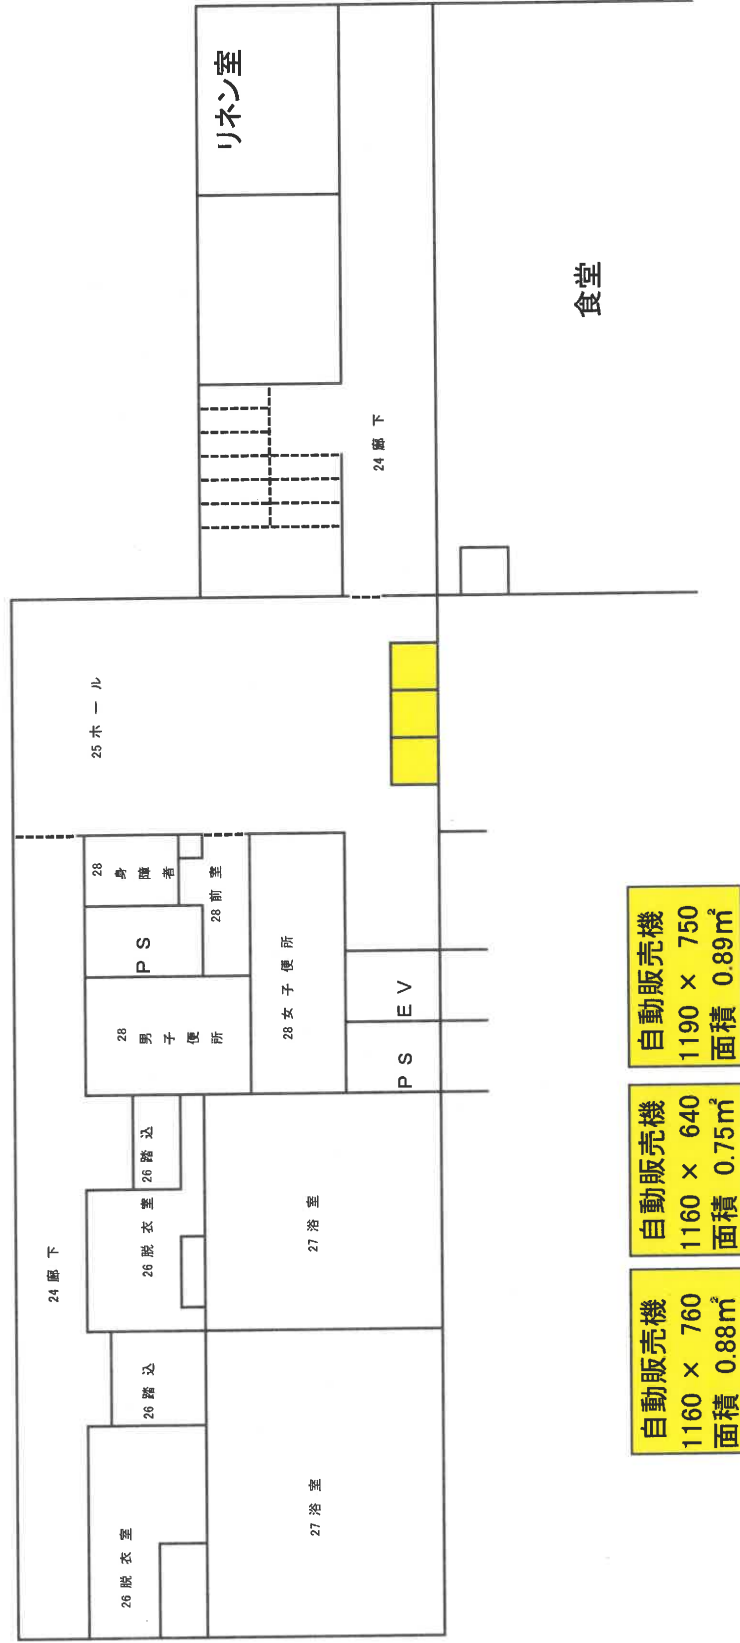 24 廊 下
25 ホ ー ル
28
身
障
者
28
男
子
便
所
P S
26 脱 衣 室
26 踏 込
26 脱 衣 室
26 踏 込
28 前 室
リネン室
28 女 子 便 所
27 浴 室
27 浴 室
24 廊 下
P S
E V
食堂
自動販売機
1160 × 760
面積 0.88㎡
自動販売機
1160 × 640
面積 0.75㎡
自動販売機
1190 × 750
面積 0.89㎡